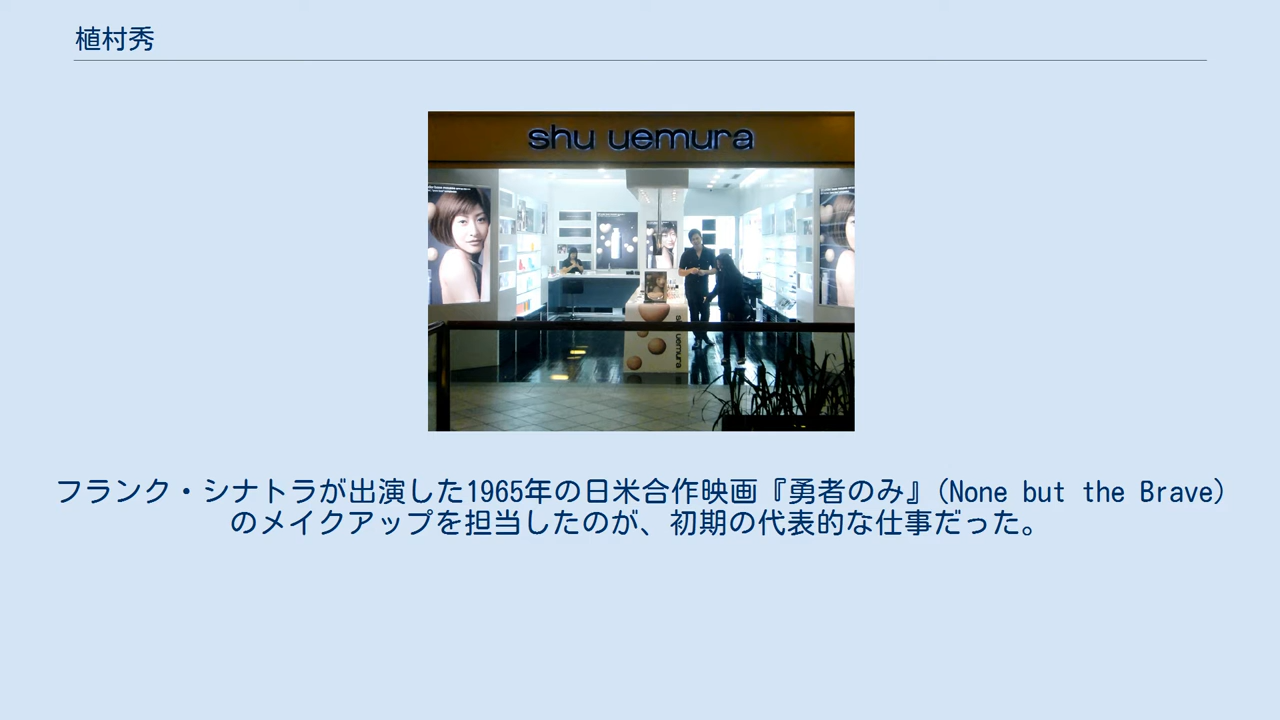 植村秀
shu uemura
shu uemura
フランク・シナトラが出演した1965年の日米合作映画『勇者のみ』(None but the Brave)
のメイクアップを担当したのが、初期の代表的な仕事だった。